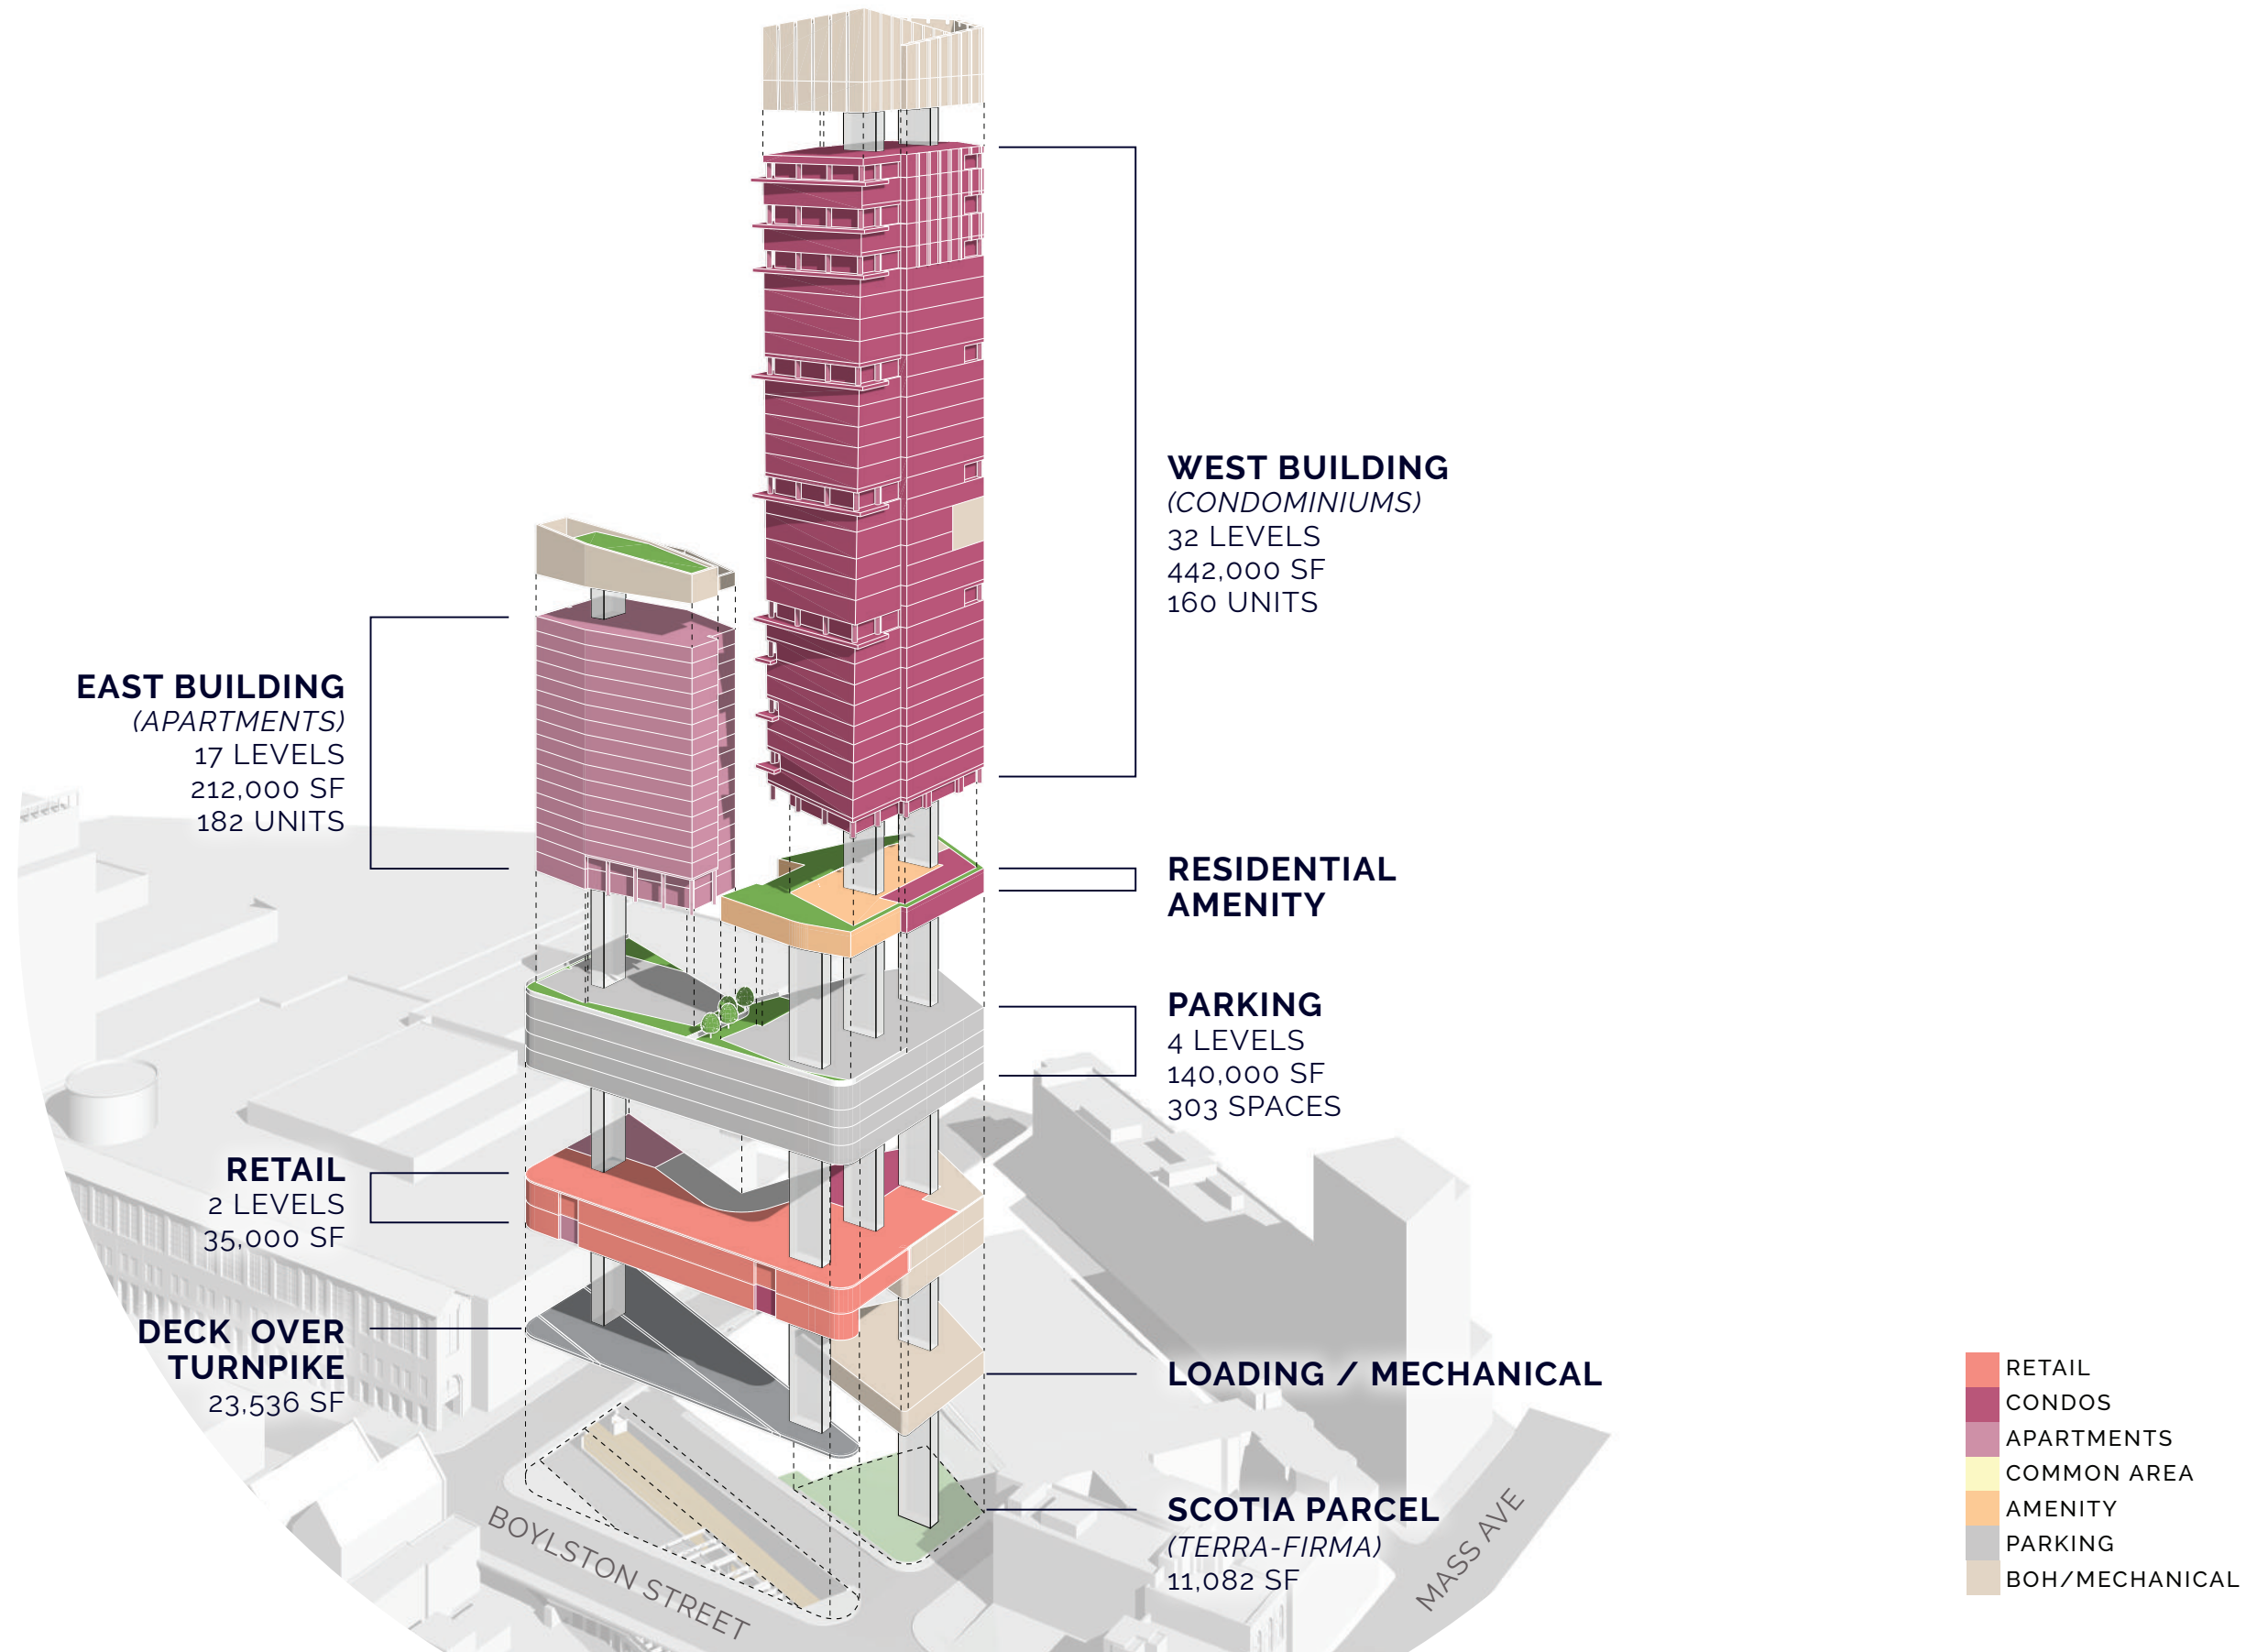 WEST BUILDING
(CONDOMINIUMS)
32 LEVELS
442,000 SF
160 UNITS
EAST BUILDING
(APARTMENTS)
17 LEVELS
212,000 SF
182 UNITS
RESIDENTIAL
AMENITY
PARKING
4 LEVELS
140,000 SF
303 SPACES
RETAIL
2 LEVELS
35,000 SF
DECK OVER
TURNPIKE
23,536 SF
LOADING / MECHANICAL
SCOTIA PARCEL
(TERRA-FIRMA)
11,082 SF
BOYLSTON STREET
MASS AVE
RETAIL
CONDOS
APARTMENTS
COMMON AREA
AMENITY
PARKING
BOH/MECHANICAL